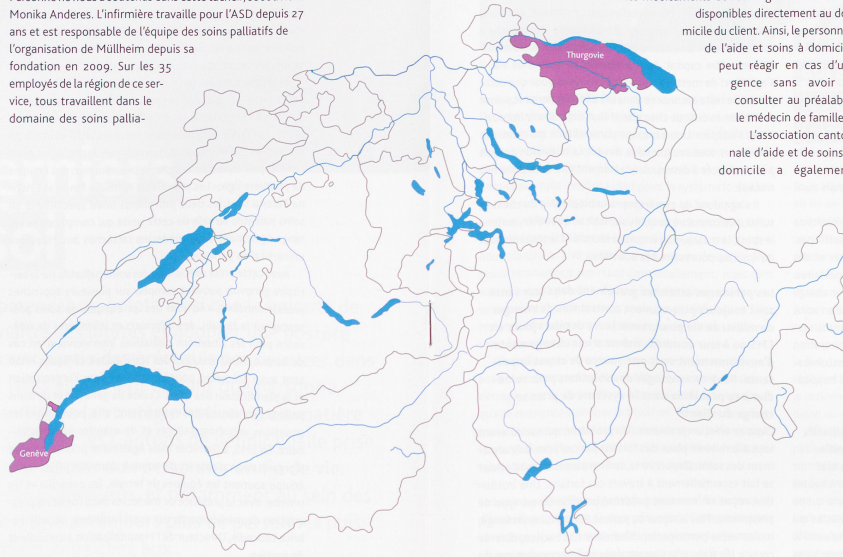 Monika Anderes. L'infirmière travaille pour l'ASD depuis 27
ans et est responsable de l'équipe des soins palliatifs de
l'organisation de Müllheim depuis sa
fondation en 2009. Sur les 35
employés de la région de ce ser-
vice, tous travaillent dans le
domaine des soins pallia-
disponibles directement au do
micile du client. Ainsi, le personn
de l'aide et soins à domici
peut réagir en cas d'u
gence sans avoir
consulter au préalab
le médecin de famille
L'association canto
nale d'aide et de soins
domicile a égalemen
Thurgovie
Genève